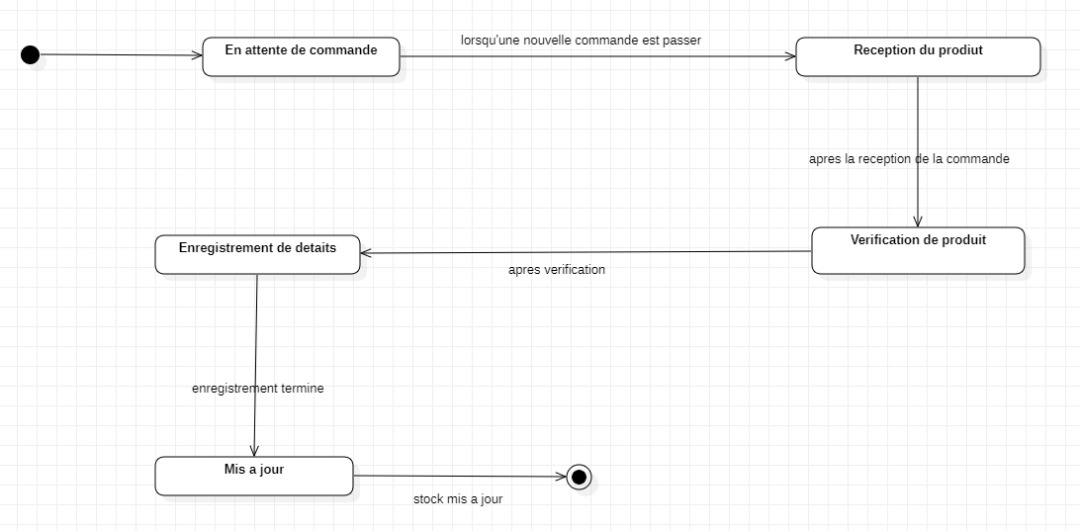 En attente de commande
lorsqu'une nouvelle commande est passer
Reception du prodiut
apres la reception de la commande
Verification de produit
apres verification
Enregistrement de detaits
enregistrement termine
Mis a jour
stock mis a jour